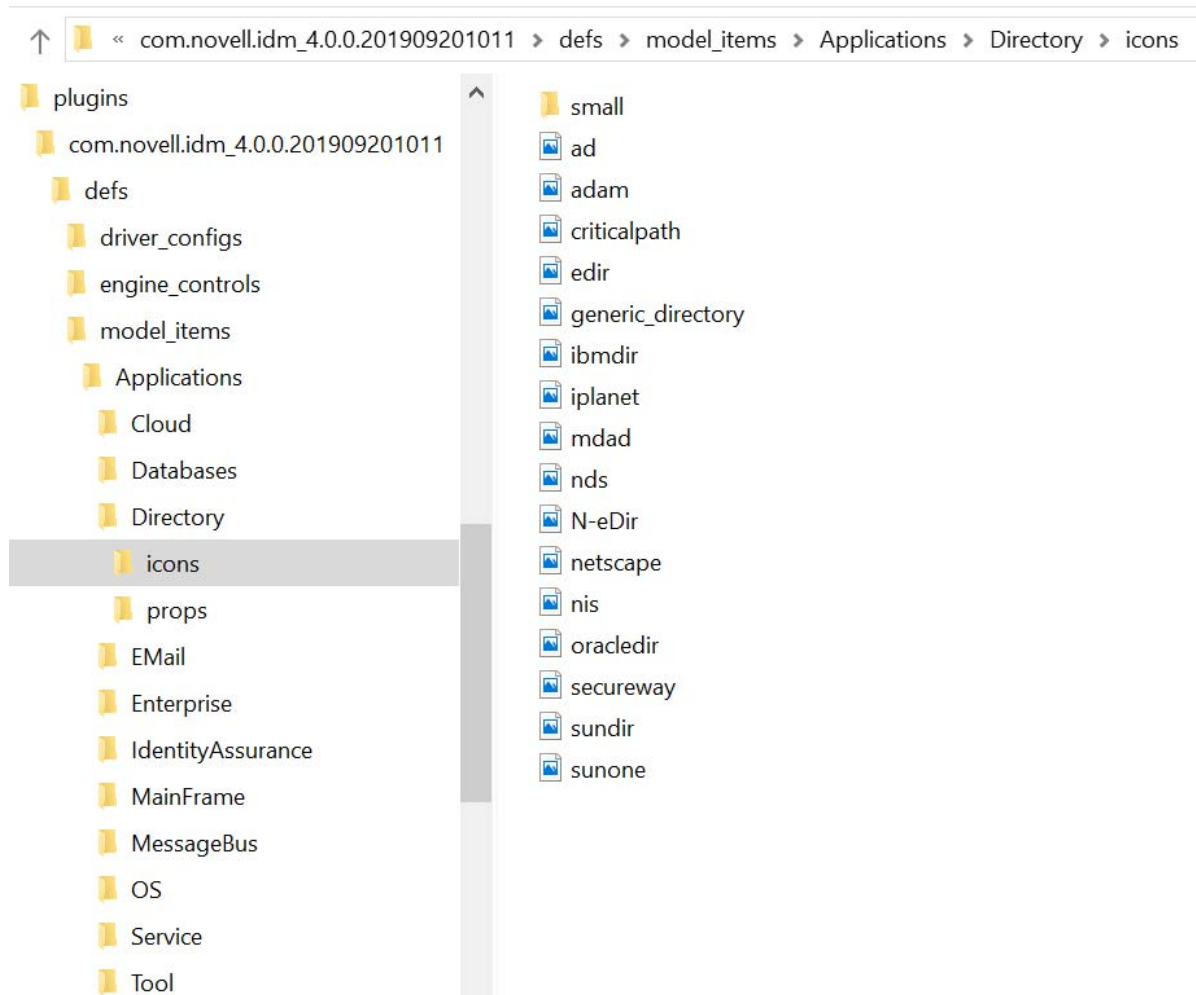 « com.novell.idm_4.0.0.201909201011 > defs > model_items > Applications > Directory > icons
plugins
com.novell.idm_4.0.0.201909201011
defs
driver_configs
engine_controls
model_items
Applications
Cloud
Databases
Directory
icons
props
EMail
Enterprise
IdentityAssurance
MainFrame
MessageBus
OS
Service
Tool
small
ad
adam
criticalpath
edir
generic_directory
ibmdir
iplanet
mdad
nds
N-eDir
netscape
nis
oracledir
secureway
sundir
sunone